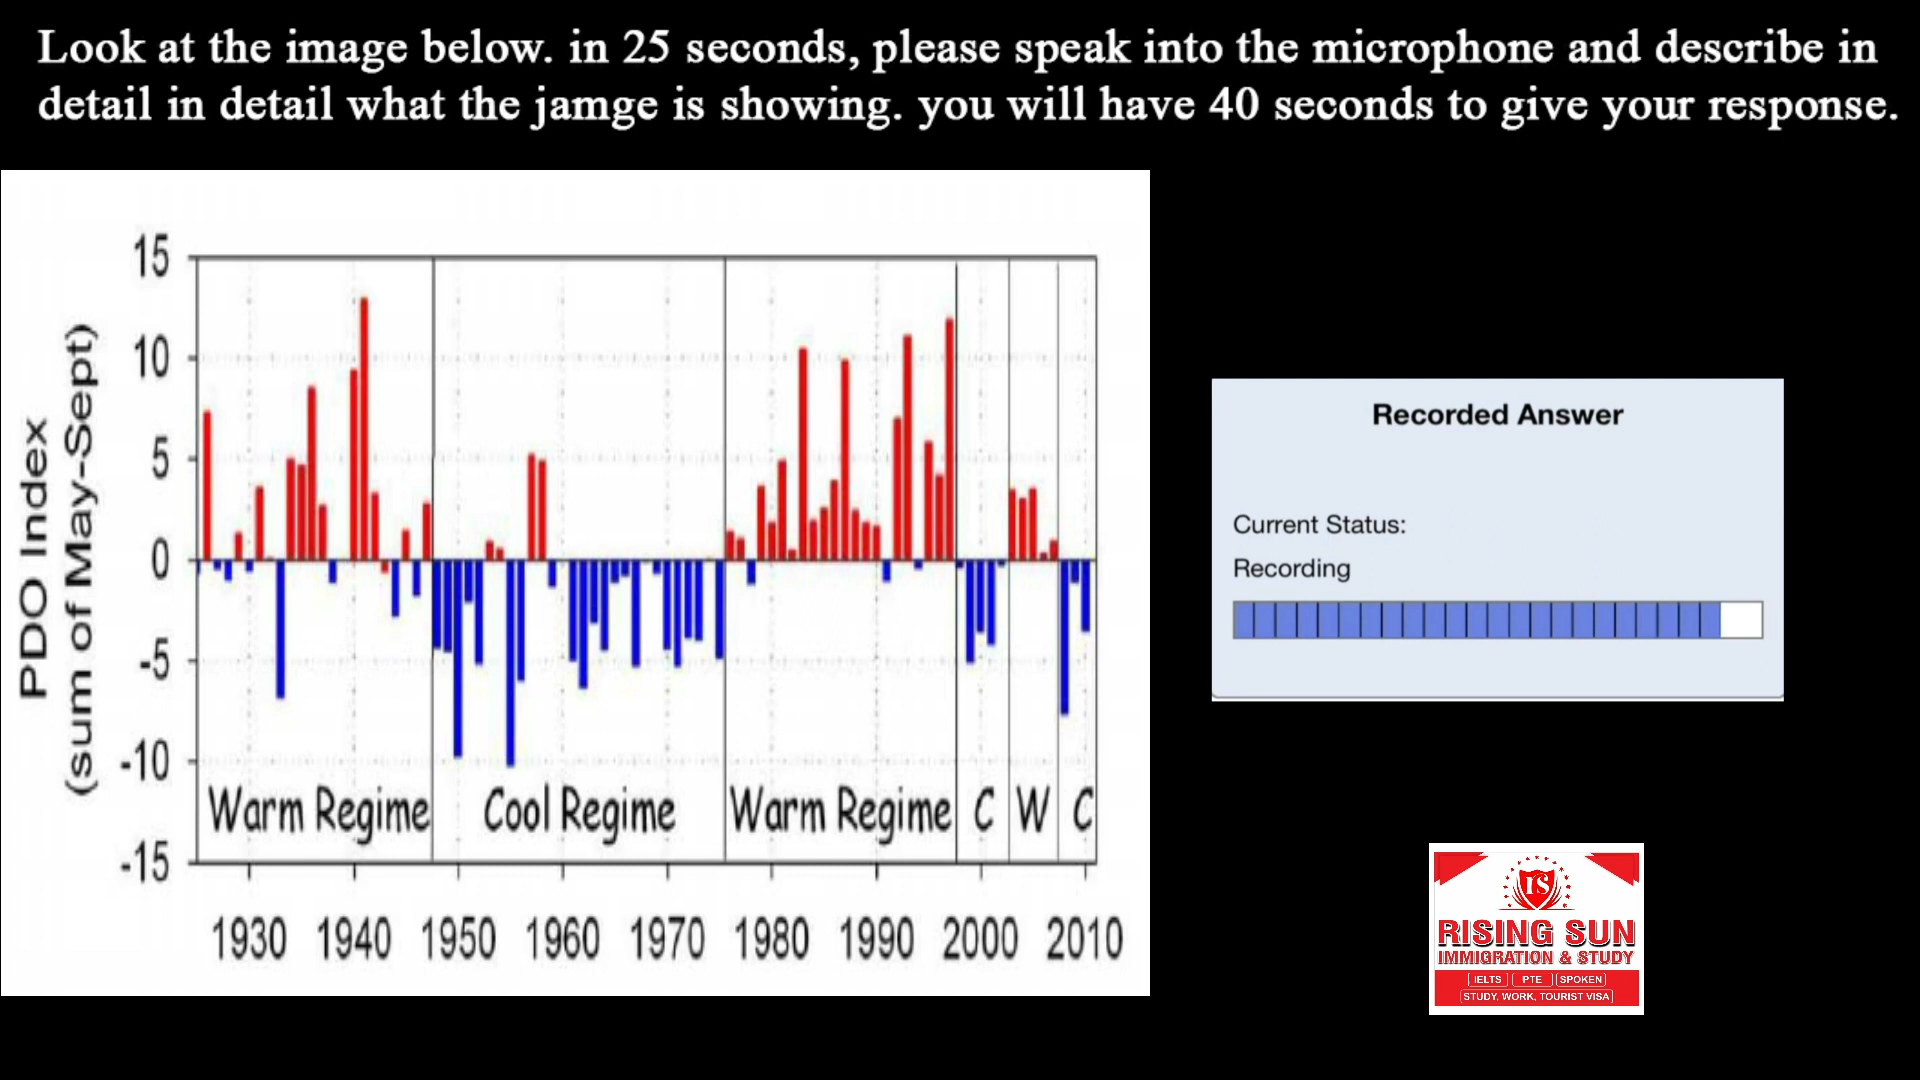 Look at the image below. in 25 seconds, please speak into the microphone and describe in
detail in detail what the jamge is showing. you will have 40 seconds to give your response.
PDO Index
(sum of May-Sept)
15
10
5
0
-5
-10
-15
Warm Regime
Cool Regime
Warm Regime
C
W
C
1930 1940 1950 1960 1970 1980 1990 2000 2010
Recorded Answer
Current Status:
Recording
rs
RISING SUN
IMMIGRATION & STUDY
IELTS PTE SPOKEN
STUDY, WORK, TOURIST VISA